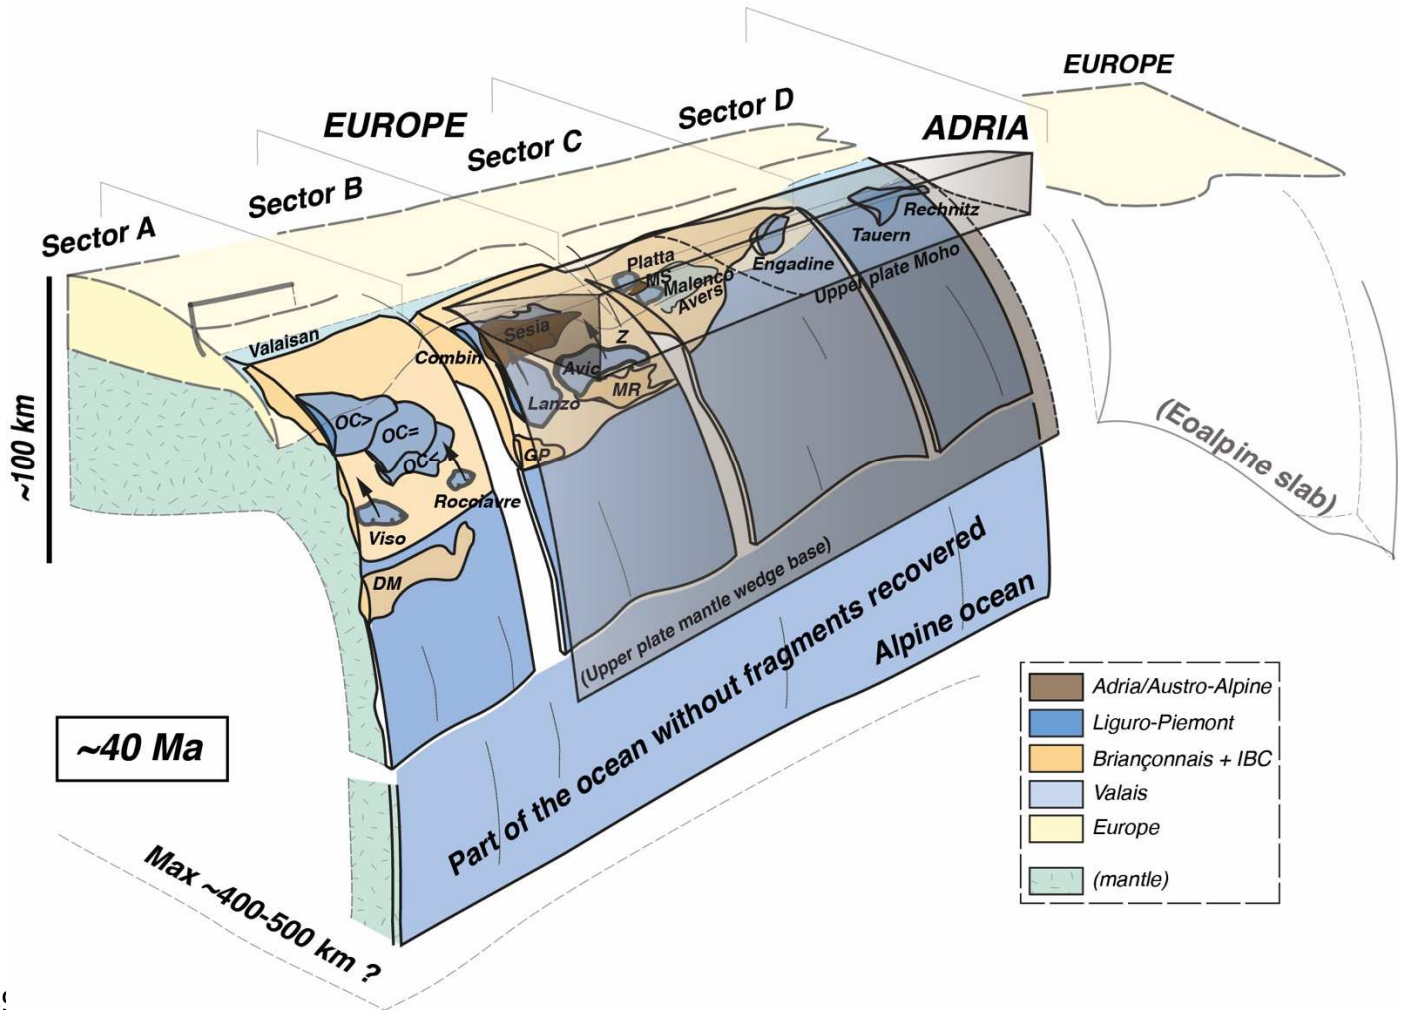 EUROPE
Sector D
EUROPE
ADRIA
Sector C
Sector B
Sector A
Rechnitz
Tauern
Platta
MS
Malenco
Avers
Engadine
Upper plate Moho
Valaisan
Sesia
Z
Combin
Avic
MR
Lanzo
OC>
OC=
OC<
GP
(Eoalpine slab)
~100 km
Rocciavre
Viso
DM
(Upper plate mantle wedge base)
Part of the ocean without fragments recovered
Alpine ocean
~40 Ma
Max ~400-500 km ?
Adria/Austro-Alpine
Liguro-Piemont
Briançonnais + IBC
Valais
Europe
(mantle)